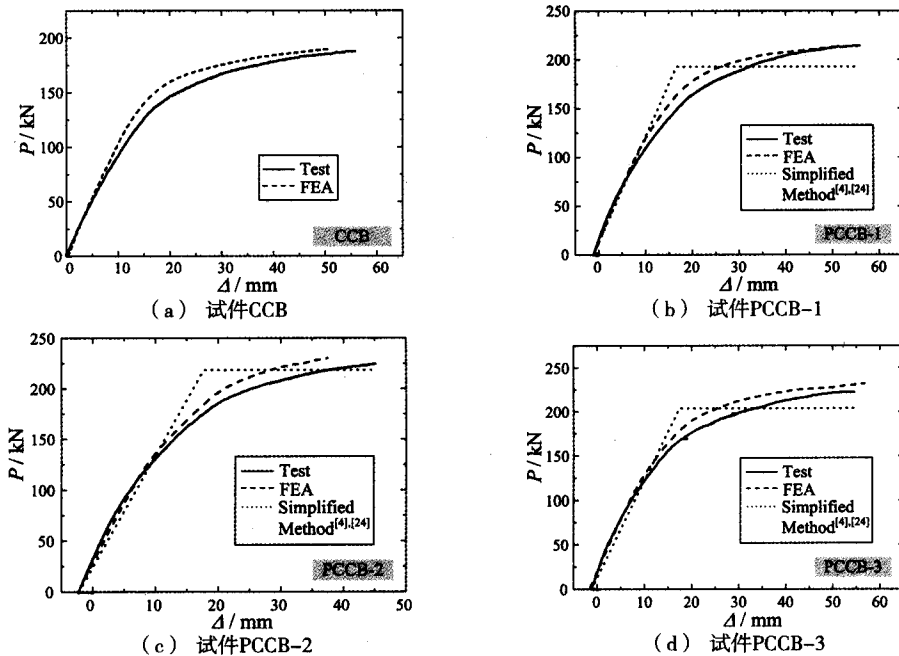 200
150
100
50
0
P / kN
Test
FEA
CCB
0 10 20 30 40 50 60
Δ / mm
（a） 试件CCB
250
200
150
100
50
0
P / kN
Test
FEA
Simplified
Method[4],[24]
PCCB-1
0 10 20 30 40 50 60
Δ / mm
（b） 试件PCCB-1
250
200
150
100
50
0
P / kN
Test
FEA
Simplified
Method[4],[24]
PCCB-2
0 10 20 30 40 50
Δ / mm
（c） 试件PCCB-2
250
200
150
100
50
0
P / kN
Test
FEA
Simplified
Method[4],[24]
PCCB-3
0 10 20 30 40 50 60
Δ / mm
（d） 试件PCCB-3